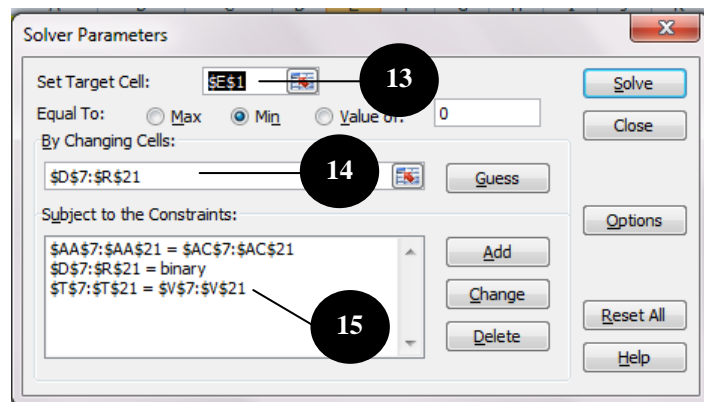 Solver Parameters
Set Target Cell: $E$1 13 Solve
Equal To: Max Min Value of: 0 Close
By Changing Cells:
$D$7:$R$21 14 Guess
Subject to the Constraints: Options
$AA$7:$AA$21 = $AC$7:$AC$21 Add
$D$7:$R$21 = binary
$T$7:$T$21 = $V$7:$V$21 Change
15 Reset All
Delete
Help